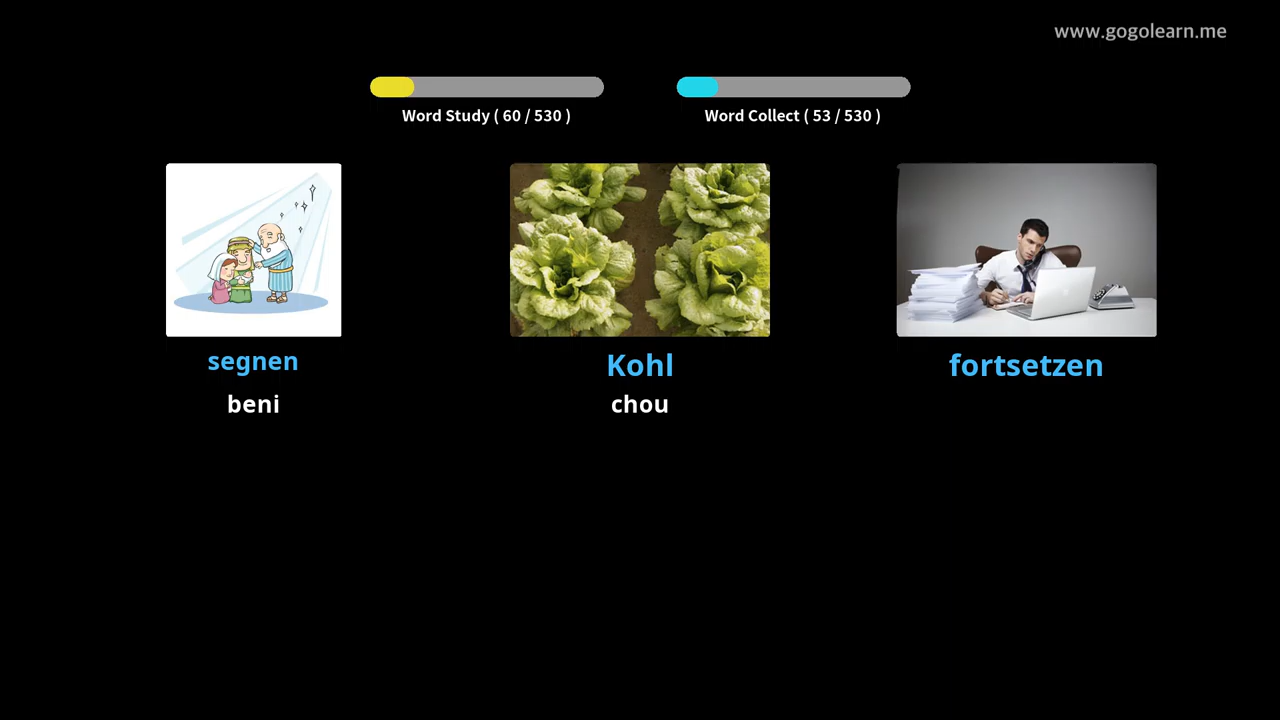 www.gogolearn.me
Word Study ( 60 / 530 )
Word Collect ( 53 / 530 )
segnen
beni
Kohl
chou
fortsetzen